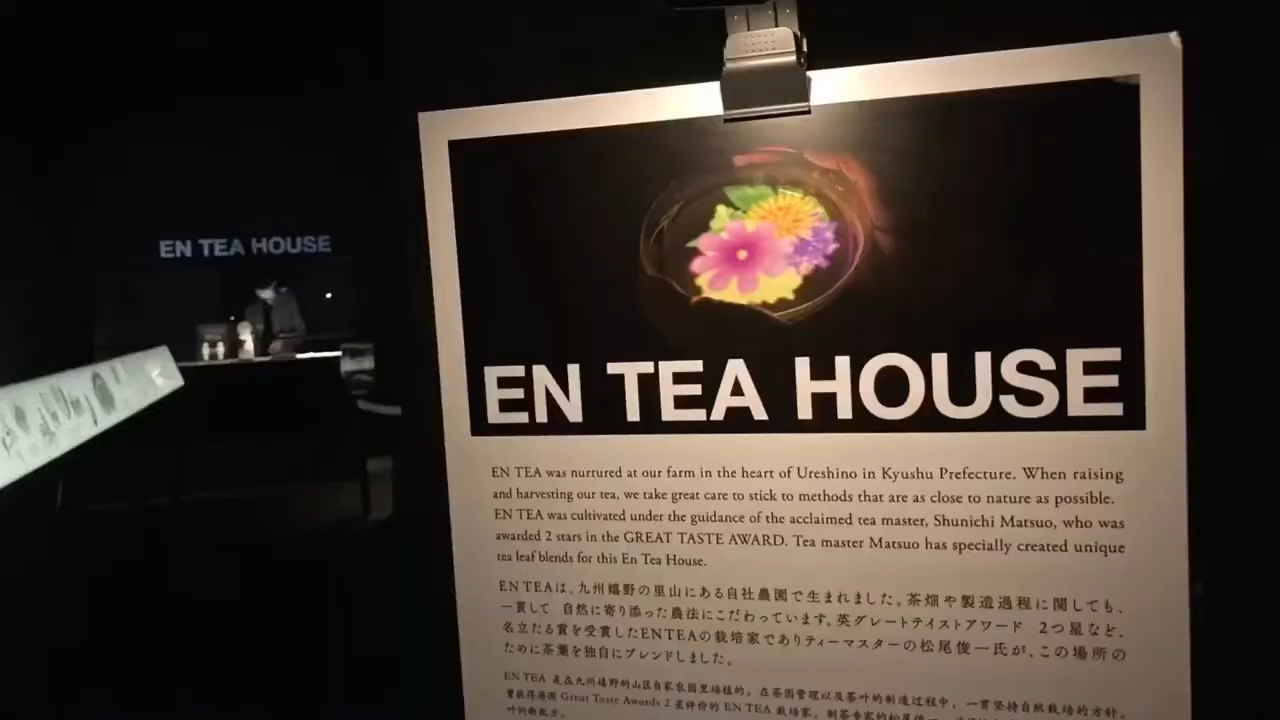 EN TEA HOUSE
EN TEA HOUSE
EN TEA was nurtured at our farm in the heart of Ureshino in Kyushu Prefecture. When raising
and harvesting our tea, we take great care to stick to methods that are as close to nature as possible.
EN TEA was cultivated under the guidance of the acclaimed tea master, Shunichi Matsuo, who was
awarded 2 stars in the GREAT TASTE AWARD. Tea master Matsuo has specially created unique
tea leaf blends for this En Tea House.
EN TEAは、九州嬉野の里山にある自社農園で生まれました。茶畑や製造過程に関しても、
一貫して 自然に寄り添った農法にこだわっています。英グレートテイストアワード 2つ星など、
名立たる賞を受賞したENTEAの栽培家でありティーマスターの松尾俊一氏が、この場所の
ために茶葉を独自にブレンドしました。
EN TEA 是在九州嬉野的山区自家农园里培植的。在茶园管理以及茶叶的制造过程中，一贯坚持自然栽培的方针。
曾获得英国 Great Taste Awards 2 星评价的 EN TEA 栽培家、制茶专家的松尾俊一
叶的新配方。